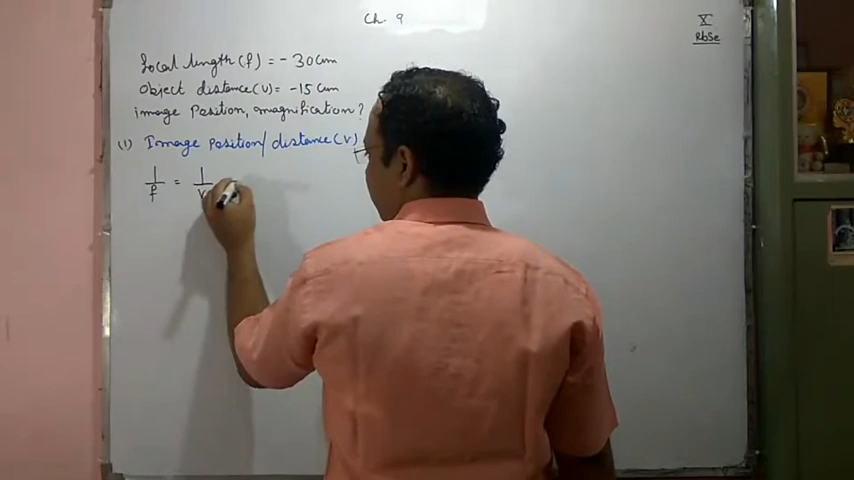 Ch. 9
X
RbSe
focal length (f) = - 30 cm
object distance (u) = - 15 cm
image position, magnification ?
(1) Image position/distance (v)
1/f = 1/v